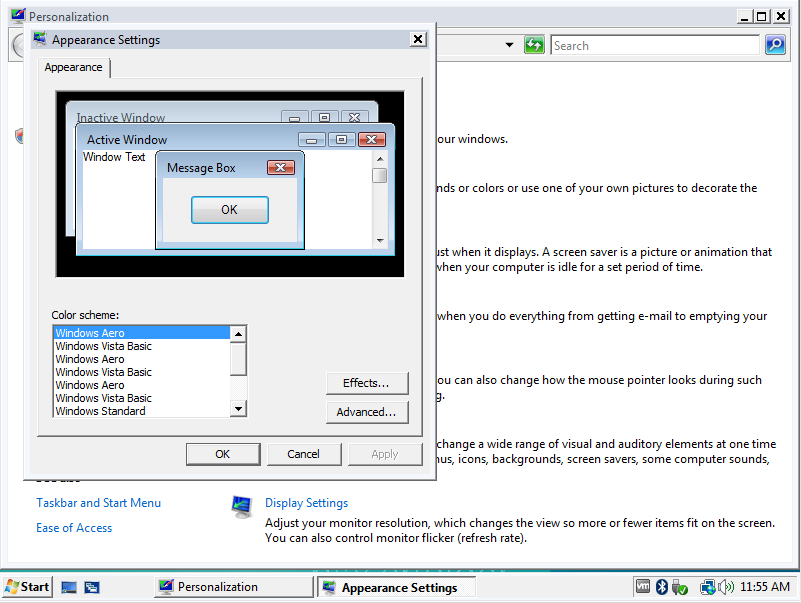 Personalization
Appearance Settings
Search
Appearance
Inactive Window
Active Window
Window Text
Message Box
OK
our windows.
nds or colors or use one of your own pictures to decorate the
ust when it displays. A screen saver is a picture or animation that
when your computer is idle for a set period of time.
Color scheme:
Windows Aero
Windows Vista Basic
Windows Aero
Windows Vista Basic
Windows Aero
Windows Vista Basic
Windows Standard
when you do everything from getting e-mail to emptying your
Effects...
Advanced...
ou can also change how the mouse pointer looks during such
g.
OK
Cancel
Apply
change a wide range of visual and auditory elements at one time
nus, icons, backgrounds, screen savers, some computer sounds,
Taskbar and Start Menu
Ease of Access
Display Settings
Adjust your monitor resolution, which changes the view so more or fewer items fit on the screen.
You can also control monitor flicker (refresh rate).
Start
Personalization
Appearance Settings
vm
11:55 AM